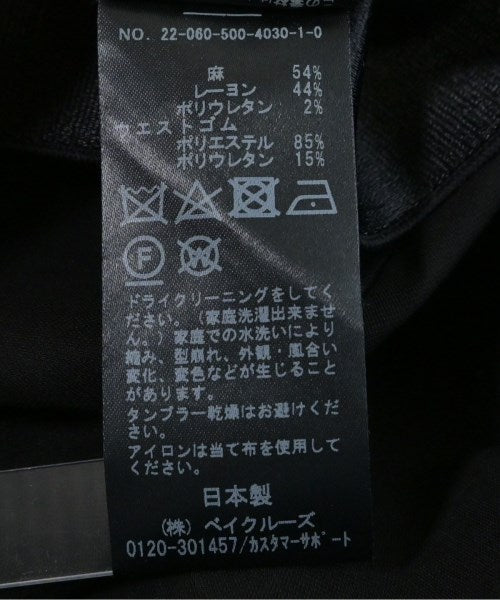 NO. 22-060-500-4030-1-0
麻 54%
レーヨン 44%
ポリウレタン 2%
ウエストゴム
ポリエステル 85%
ポリウレタン 15%
F W
ドライクリーニングをしてく
ださい。(家庭洗濯出来ませ
ん。)家庭での水洗いにより
縮み、型崩れ、外観・風合い
変化、変色などが生じること
があります。
タンブラー乾燥はお避けくだ
さい。
アイロンは当て布を使用して
ください。
日本製
(株) ベイクルーズ
0120-301457/カスタマーサポート